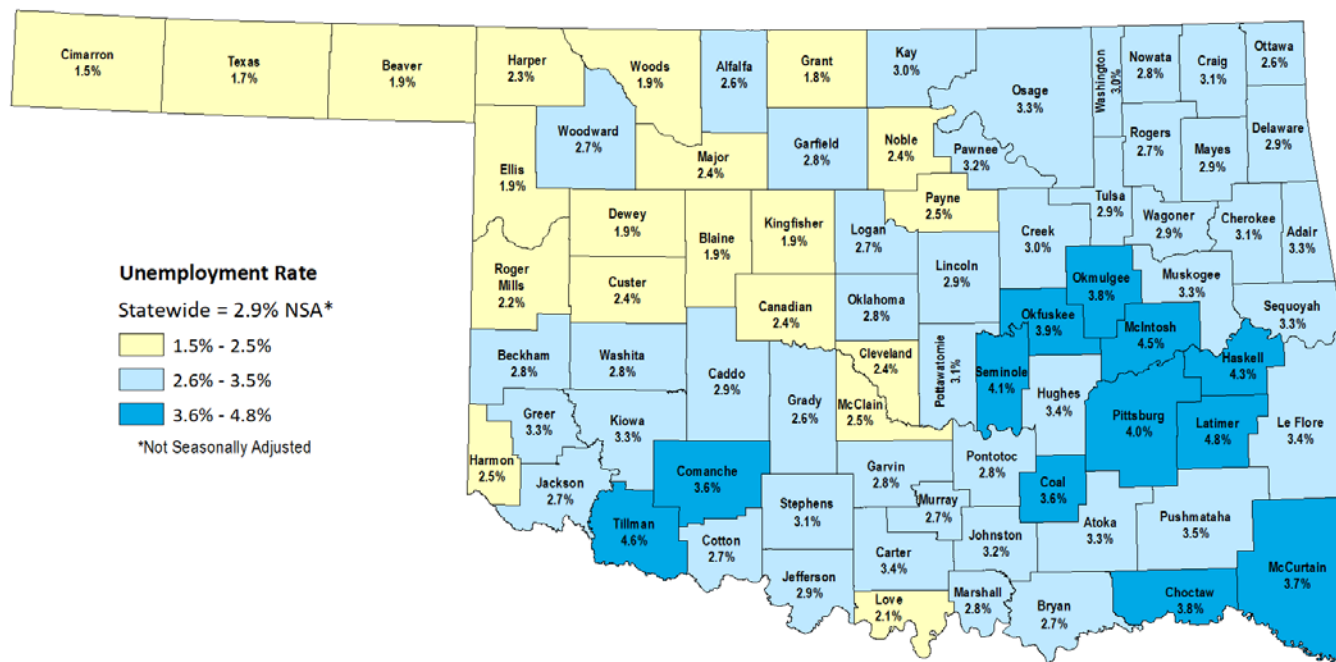 Cimarron
1.5%
Texas
1.7%
Beaver
1.9%
Harper
2.3%
Woods
1.9%
Alfalfa
2.6%
Grant
1.8%
Kay
3.0%
Osage
3.3%
Washington
3.0%
Nowata
2.8%
Craig
3.1%
Ottawa
2.6%
Woodward
2.7%
Ellis
1.9%
Major
2.4%
Garfield
2.8%
Noble
2.4%
Pawnee
3.2%
Rogers
2.7%
Mayes
2.9%
Delaware
2.9%
Dewey
1.9%
Blaine
1.9%
Kingfisher
1.9%
Logan
2.7%
Payne
2.5%
Creek
3.0%
Tulsa
2.9%
Wagoner
2.9%
Cherokee
3.1%
Adair
3.3%
Roger
Mills
2.2%
Custer
2.4%
Canadian
2.4%
Oklahoma
2.8%
Lincoln
2.9%
Okmulgee
3.8%
Muskogee
3.3%
Sequoyah
3.3%
Okfuskee
3.9%
McIntosh
4.5%
Haskell
4.3%
Unemployment Rate
Statewide = 2.9% NSA*
1.5% - 2.5%
2.6% - 3.5%
3.6% - 4.8%
*Not Seasonally Adjusted
Beckham
2.8%
Washita
2.8%
Caddo
2.9%
Grady
2.6%
Cleveland
2.4%
McClain
2.5%
Pottawatomie
3.1%
Seminole
4.1%
Hughes
3.4%
Pittsburg
4.0%
Latimer
4.8%
Le Flore
3.4%
Greer
3.3%
Kiowa
3.3%
Harmon
2.5%
Jackson
2.7%
Comanche
3.6%
Tillman
4.6%
Cotton
2.7%
Stephens
3.1%
Garvin
2.8%
Murray
2.7%
Pontotoc
2.8%
Coal
3.6%
Atoka
3.3%
Pushmataha
3.5%
McCurtain
3.7%
Jefferson
2.9%
Carter
3.4%
Johnston
3.2%
Love
2.1%
Marshall
2.8%
Bryan
2.7%
Choctaw
3.8%